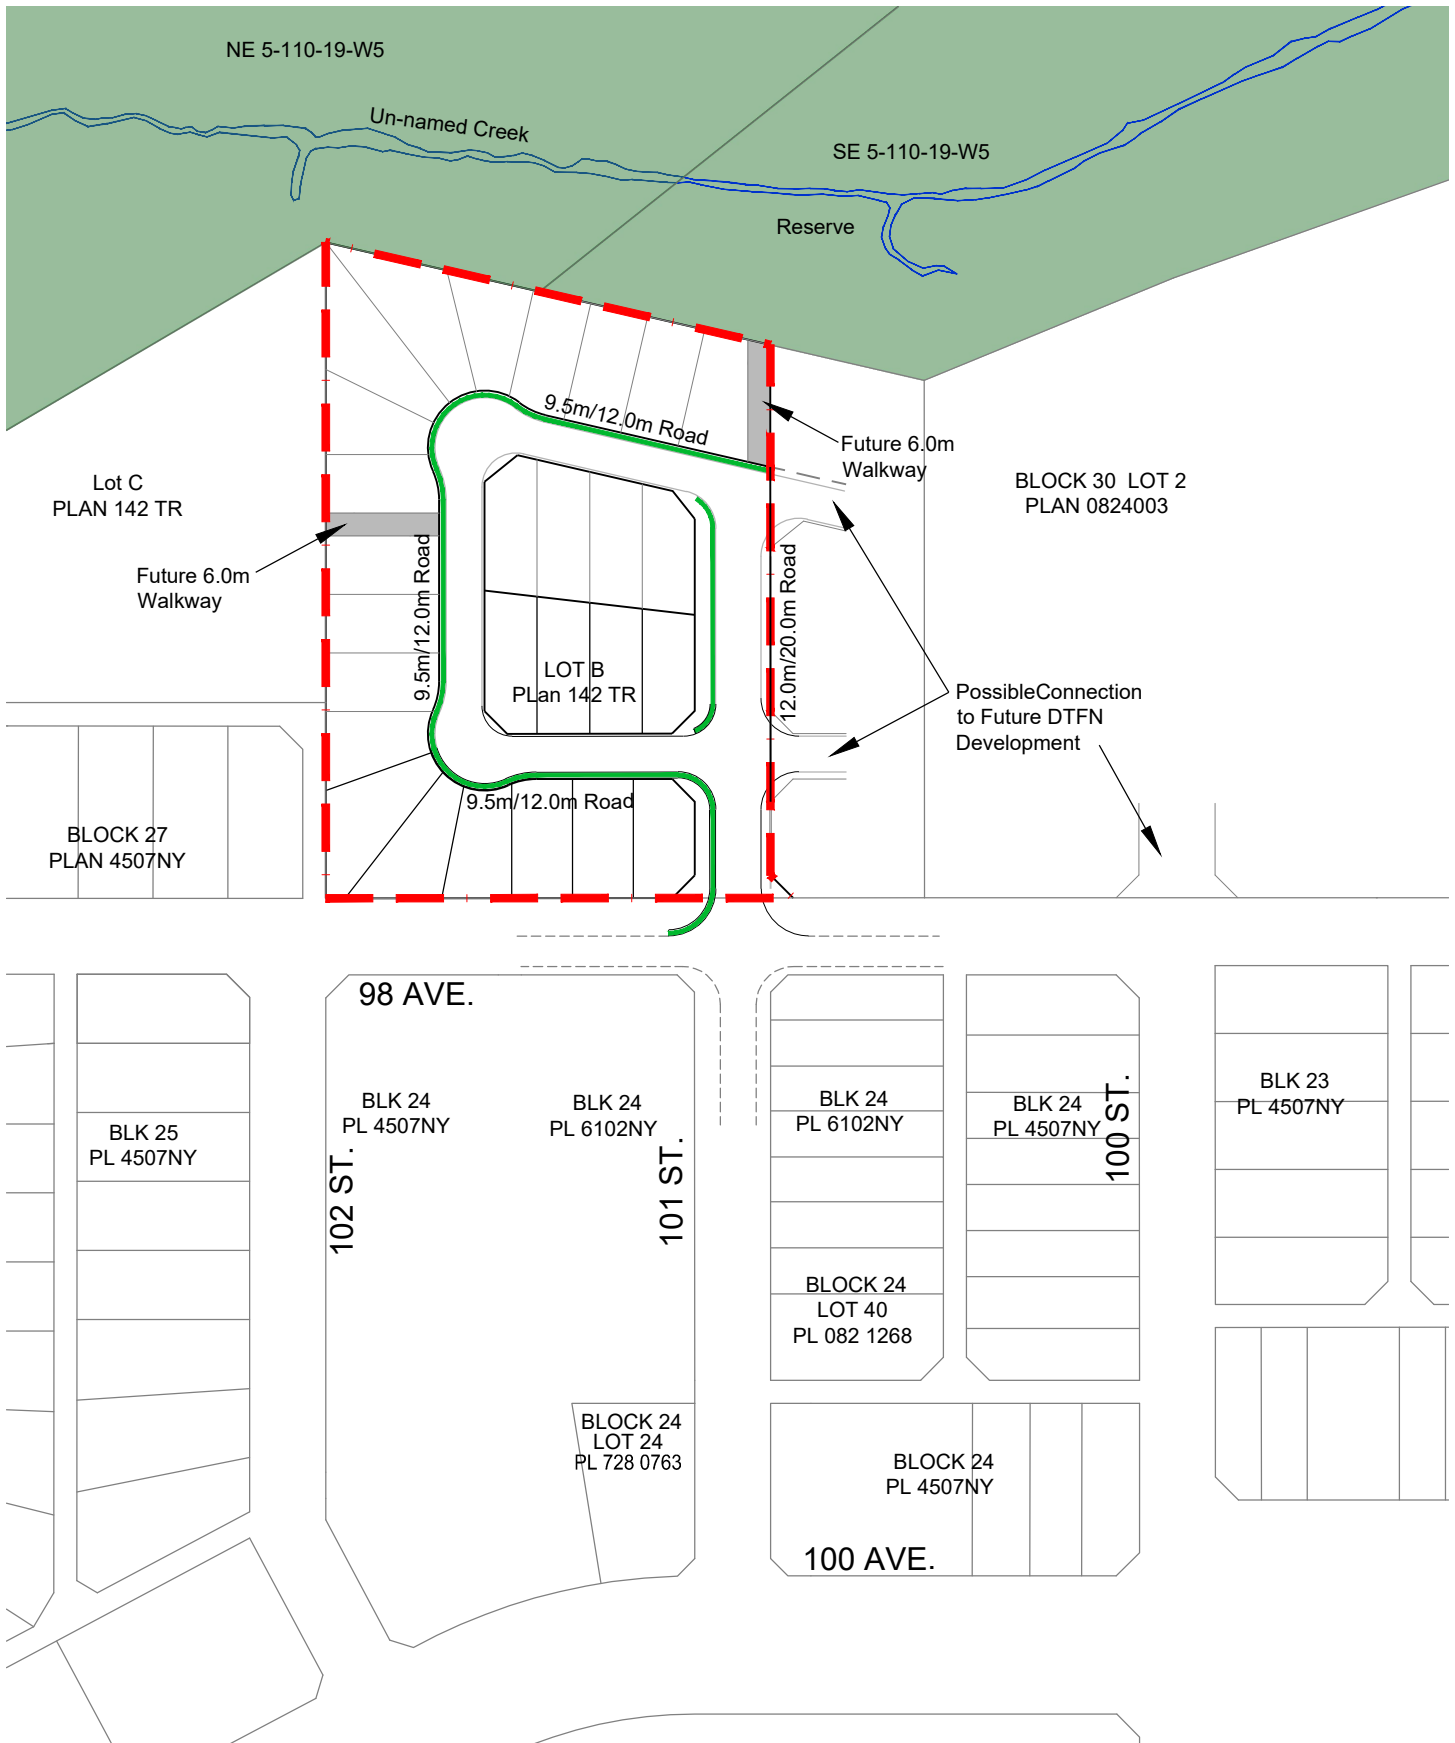 NE 5-110-19-W5
Un-named Creek
SE 5-110-19-W5
Reserve
9.5m/12.0m Road
Future 6.0m
Walkway
Lot C
PLAN 142 TR
BLOCK 30 LOT 2
PLAN 0824003
Future 6.0m
Walkway
9.5m/12.0m Road
12.0m/20.0m Road
LOT B
PLan 142 TR
PossibleConnection
to Future DTFN
Development
9.5m/12.0m Road
BLOCK 27
PLAN 4507NY
98 AVE.
BLK 25
PL 4507NY
BLK 24
PL 4507NY
BLK 24
PL 6102NY
BLK 24
PL 6102NY
BLK 24
PL 4507NY
BLK 23
PL 4507NY
102 ST.
101 ST.
100 ST.
BLOCK 24
LOT 40
PL 082 1268
BLOCK 24
LOT 24
PL 728 0763
BLOCK 24
PL 4507NY
100 AVE.